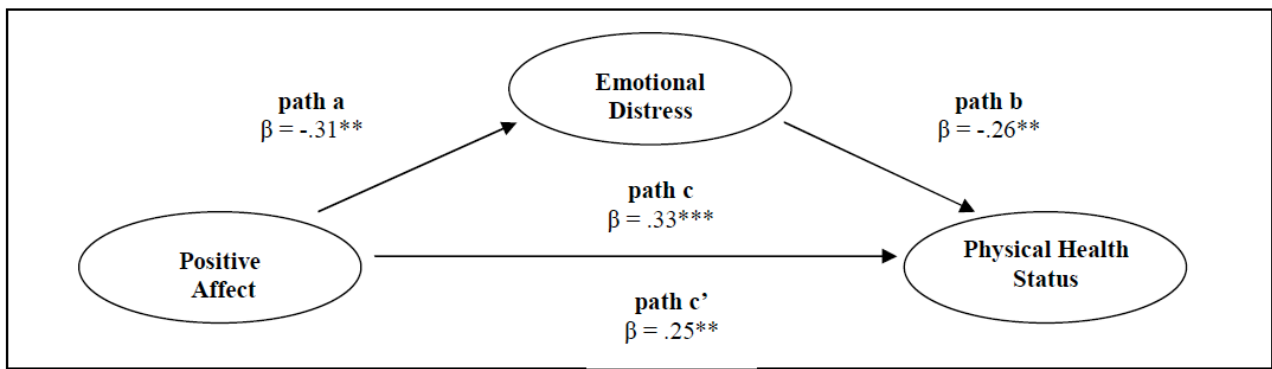 Emotional
Distress
path a
β = -.31**
path b
β = -.26**
path c
β = .33***
Positive
Affect
Physical Health
Status
path c’
β = .25**